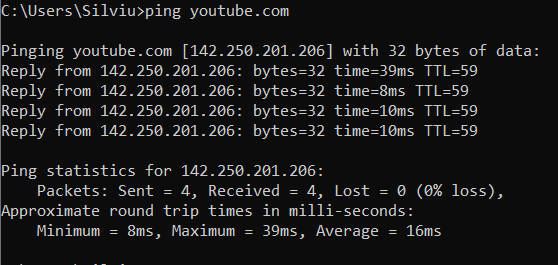 C:\Users\Silviu>ping youtube.com
Pinging youtube.com [142.250.201.206] with 32 bytes of data:
Reply from 142.250.201.206: bytes=32 time=39ms TTL=59
Reply from 142.250.201.206: bytes=32 time=8ms TTL=59
Reply from 142.250.201.206: bytes=32 time=10ms TTL=59
Reply from 142.250.201.206: bytes=32 time=10ms TTL=59
Ping statistics for 142.250.201.206:
    Packets: Sent = 4, Received = 4, Lost = 0 (0% loss),
Approximate round trip times in milli-seconds:
    Minimum = 8ms, Maximum = 39ms, Average = 16ms